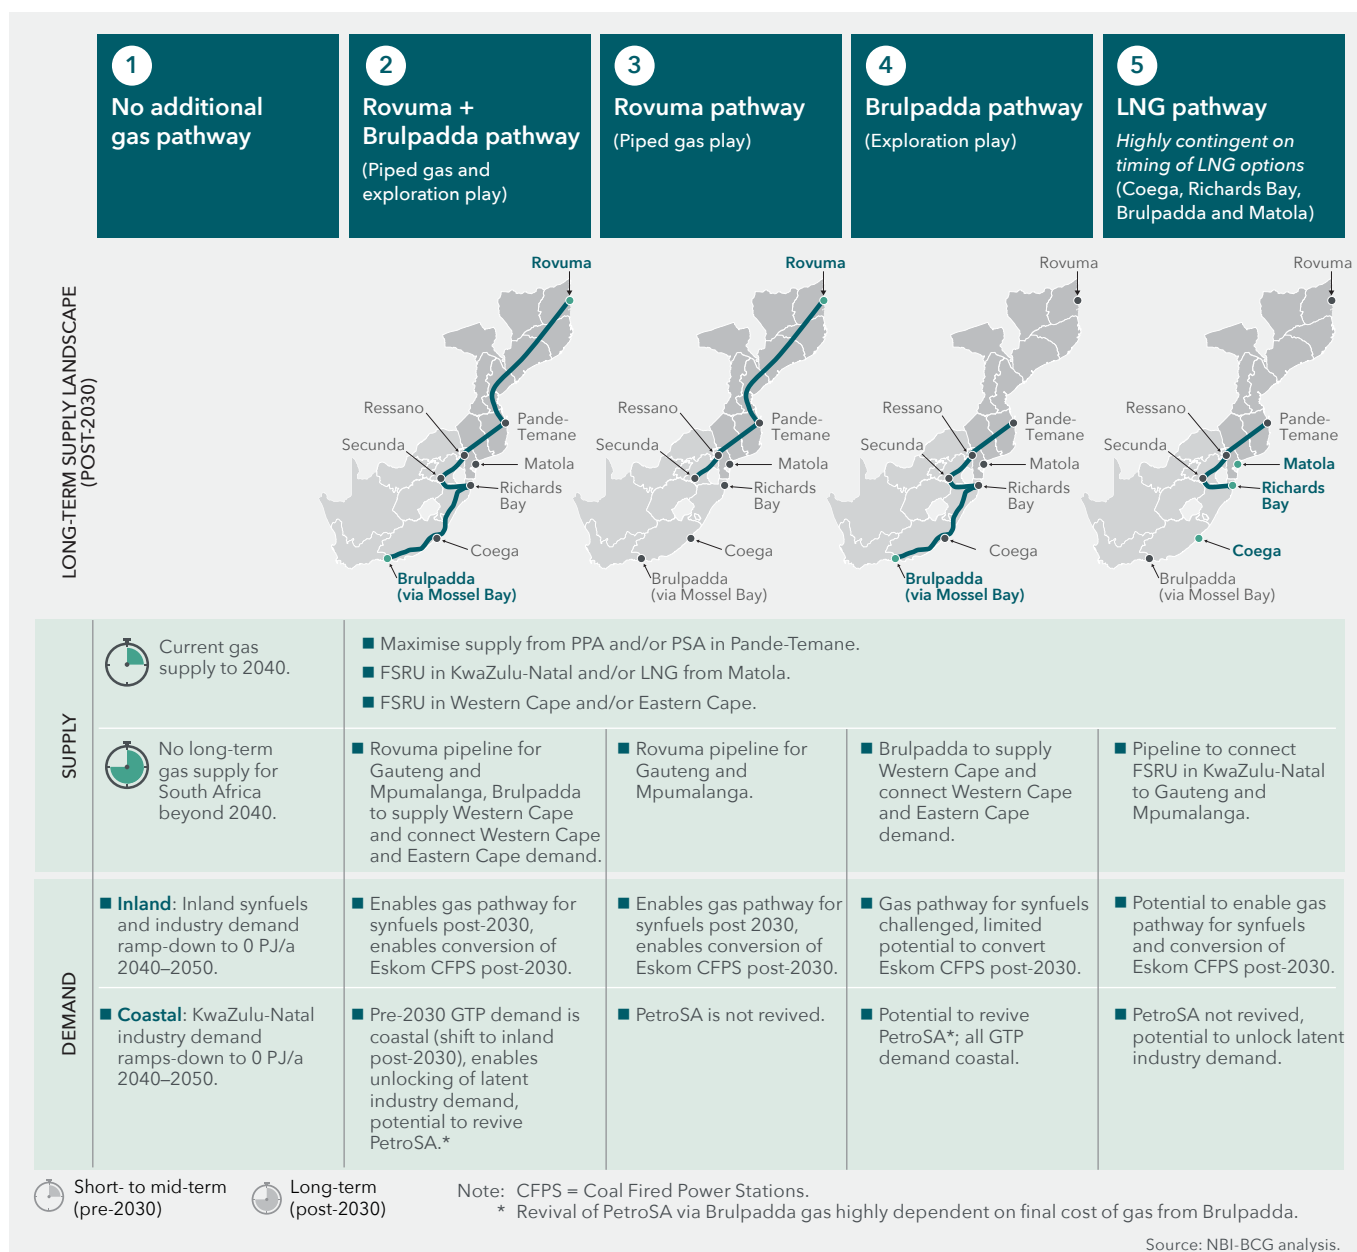 1
No additional
gas pathway
2
Rovuma +
Brulpadda pathway
(Piped gas and
exploration play)
3
Rovuma pathway
(Piped gas play)
4
Brulpadda pathway
(Exploration play)
5
LNG pathway
Highly contingent on
timing of LNG options
(Coega, Richards Bay,
Brulpadda and Matola)
LONG-TERM SUPPLY LANDSCAPE
(POST-2030)
Rovuma
Ressano
Pande-
Temane
Secunda
Matola
Richards
Bay
Coega
Brulpadda
(via Mossel Bay)
Rovuma
Ressano
Pande-
Temane
Secunda
Matola
Richards
Bay
Coega
Brulpadda
(via Mossel Bay)
Rovuma
Ressano
Pande-
Temane
Secunda
Matola
Richards
Bay
Coega
Brulpadda
(via Mossel Bay)
Rovuma
Ressano
Pande-
Temane
Secunda
Matola
Richards
Bay
Coega
Brulpadda
(via Mossel Bay)
SUPPLY
Current gas
supply to 2040.
■ Maximise supply from PPA and/or PSA in Pande-Temane.
■ FSRU in KwaZulu-Natal and/or LNG from Matola.
■ FSRU in Western Cape and/or Eastern Cape.
No long-term
gas supply for
South Africa
beyond 2040.
■ Rovuma pipeline for
Gauteng and
Mpumalanga, Brulpadda
to supply Western Cape
and connect Western Cape
and Eastern Cape demand.
■ Rovuma pipeline for
Gauteng and
Mpumalanga.
■ Brulpadda to supply
Western Cape and
connect Western Cape
and Eastern Cape
demand.
■ Pipeline to connect
FSRU in KwaZulu-Natal
to Gauteng and
Mpumalanga.
DEMAND
■ Inland: Inland synfuels
and industry demand
ramp-down to 0 PJ/a
2040–2050.
■ Enables gas pathway for
synfuels post-2030,
enables conversion of
Eskom CFPS post-2030.
■ Enables gas pathway for
synfuels post 2030,
enables conversion of
Eskom CFPS post-2030.
■ Gas pathway for synfuels
challenged, limited
potential to convert
Eskom CFPS post-2030.
■ Potential to enable gas
pathway for synfuels
and conversion of
Eskom CFPS post-2030.
■ Coastal: KwaZulu-Natal
industry demand
ramps-down to 0 PJ/a
2040–2050.
■ Pre-2030 GTP demand is
coastal (shift to inland
post-2030), enables
unlocking of latent
industry demand,
potential to revive
PetroSA.*
■ PetroSA is not revived.
■ Potential to revive
PetroSA*; all GTP
demand coastal.
■ PetroSA not revived,
potential to unlock latent
industry demand.
Short- to mid-term
(pre-2030)
Long-term
(post-2030)
Note: CFPS = Coal Fired Power Stations.
* Revival of PetroSA via Brulpadda gas highly dependent on final cost of gas from Brulpadda.
Source: NBI-BCG analysis.